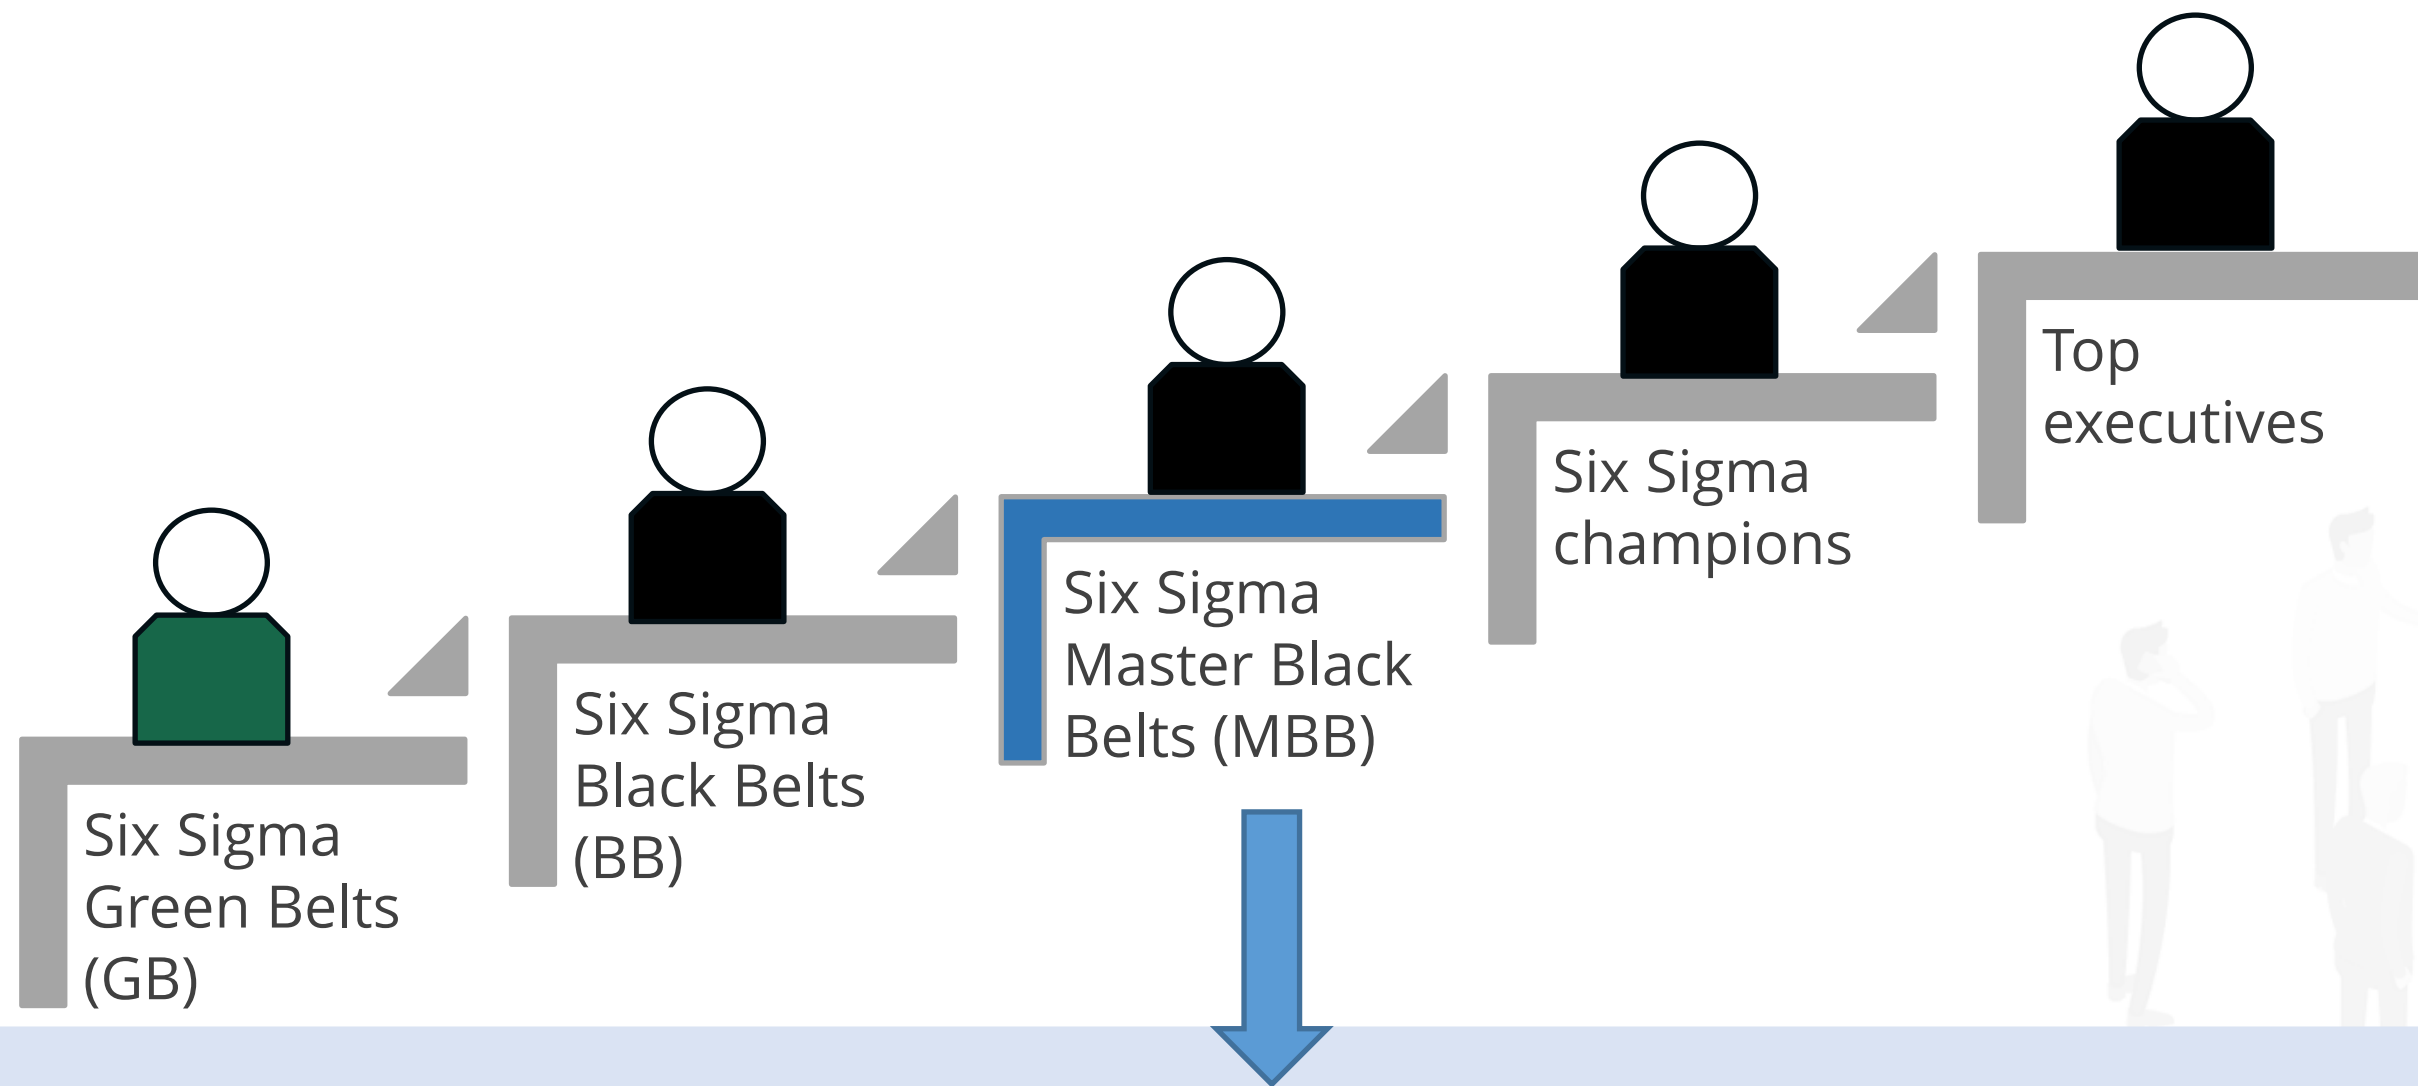 Six Sigma
Green Belts
(GB)
Six Sigma
Black Belts
(BB)
Six Sigma
Master Black
Belts (MBB)
Six Sigma
champions
Top
executives